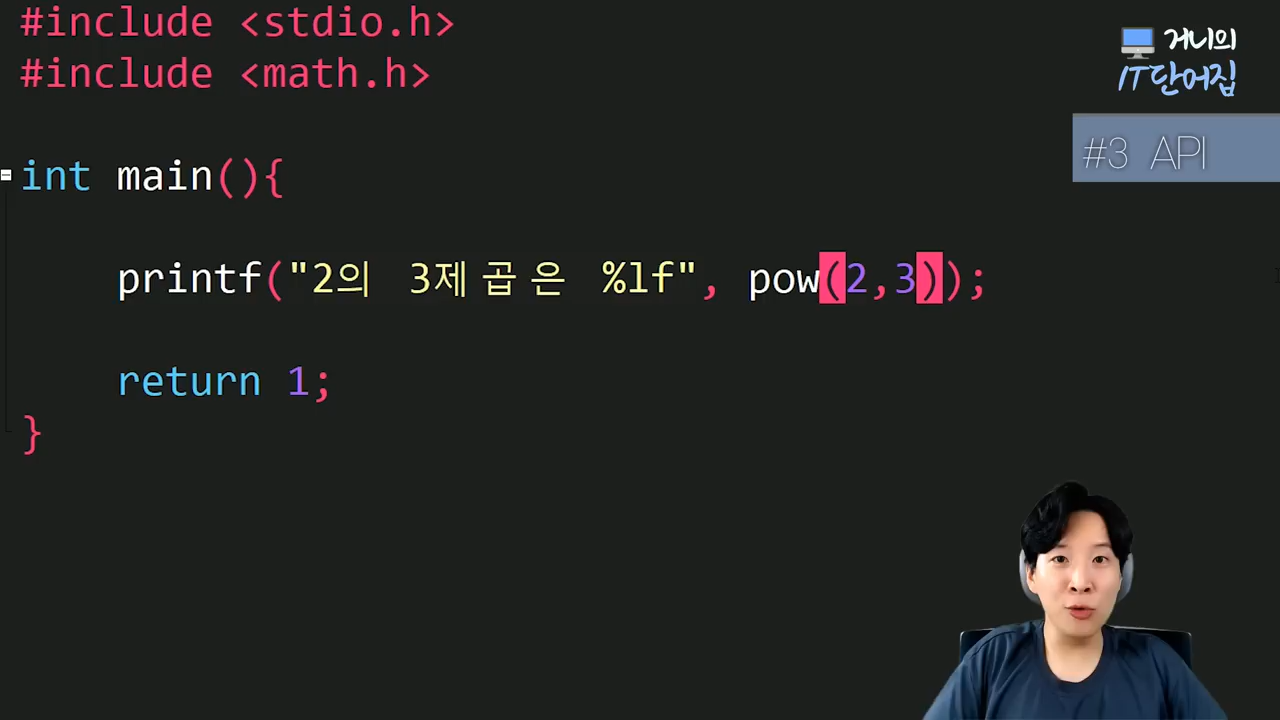 #include <stdio.h>
#include <math.h>
int main(){
printf("2의 3제곱은 %lf", pow(2,3));
return 1;
}
거니의
IT단어집
#3 API